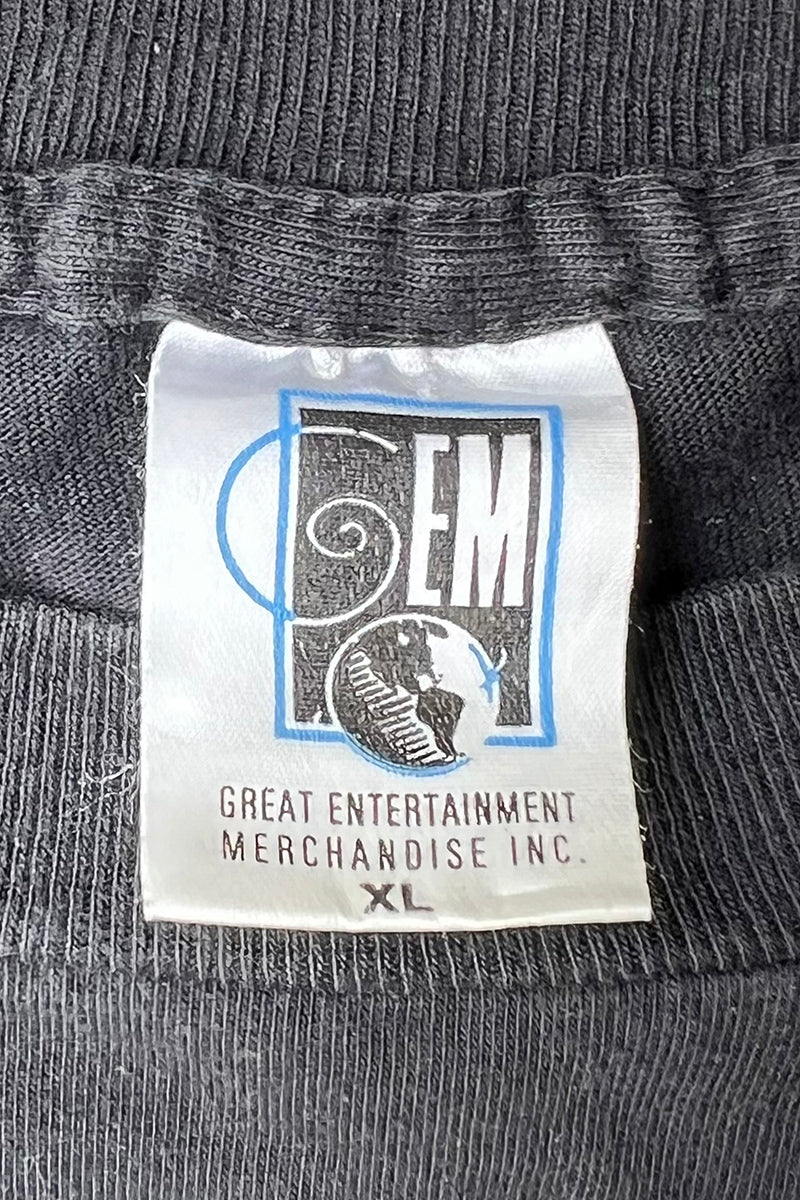 GEM
GREAT ENTERTAINMENT
MERCHANDISE INC.
XL